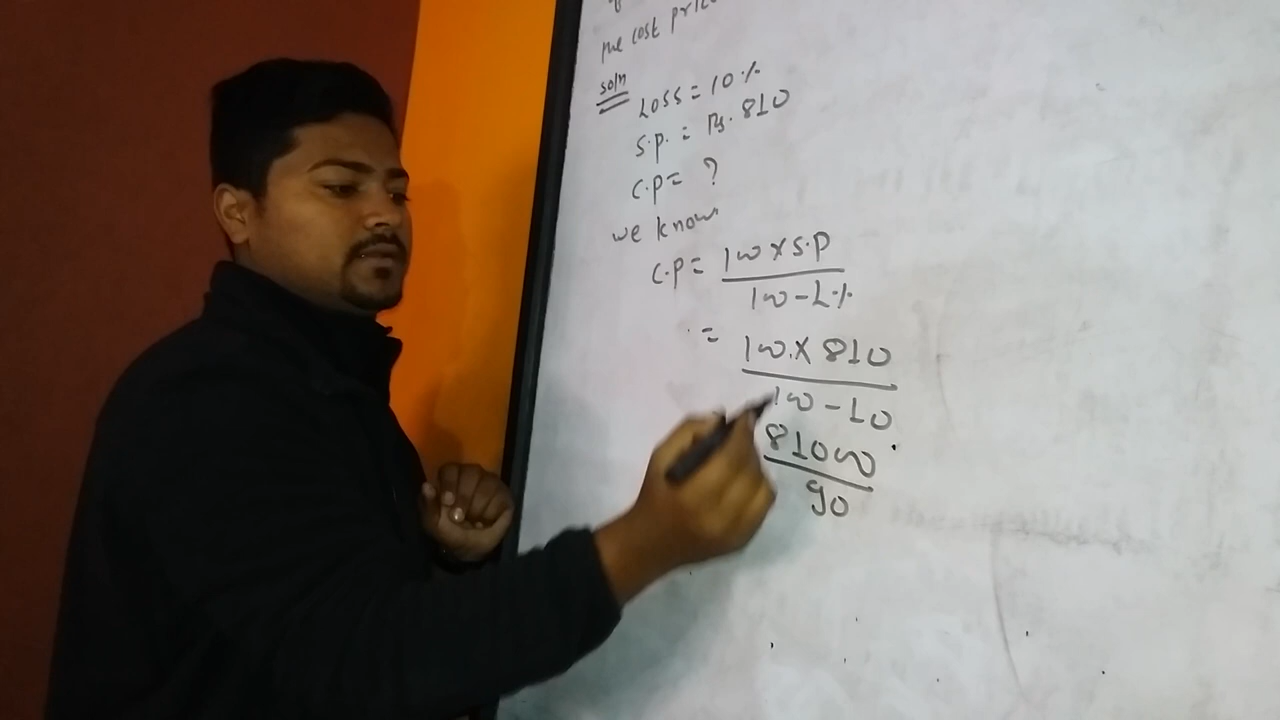 the cost price
soln
Loss = 10%
S.P. = Rs. 810
C.P = ?
we know
C.P = 100 x S.P / 100 - L%
= 100 x 810 / 100 - 10
81000 / 90